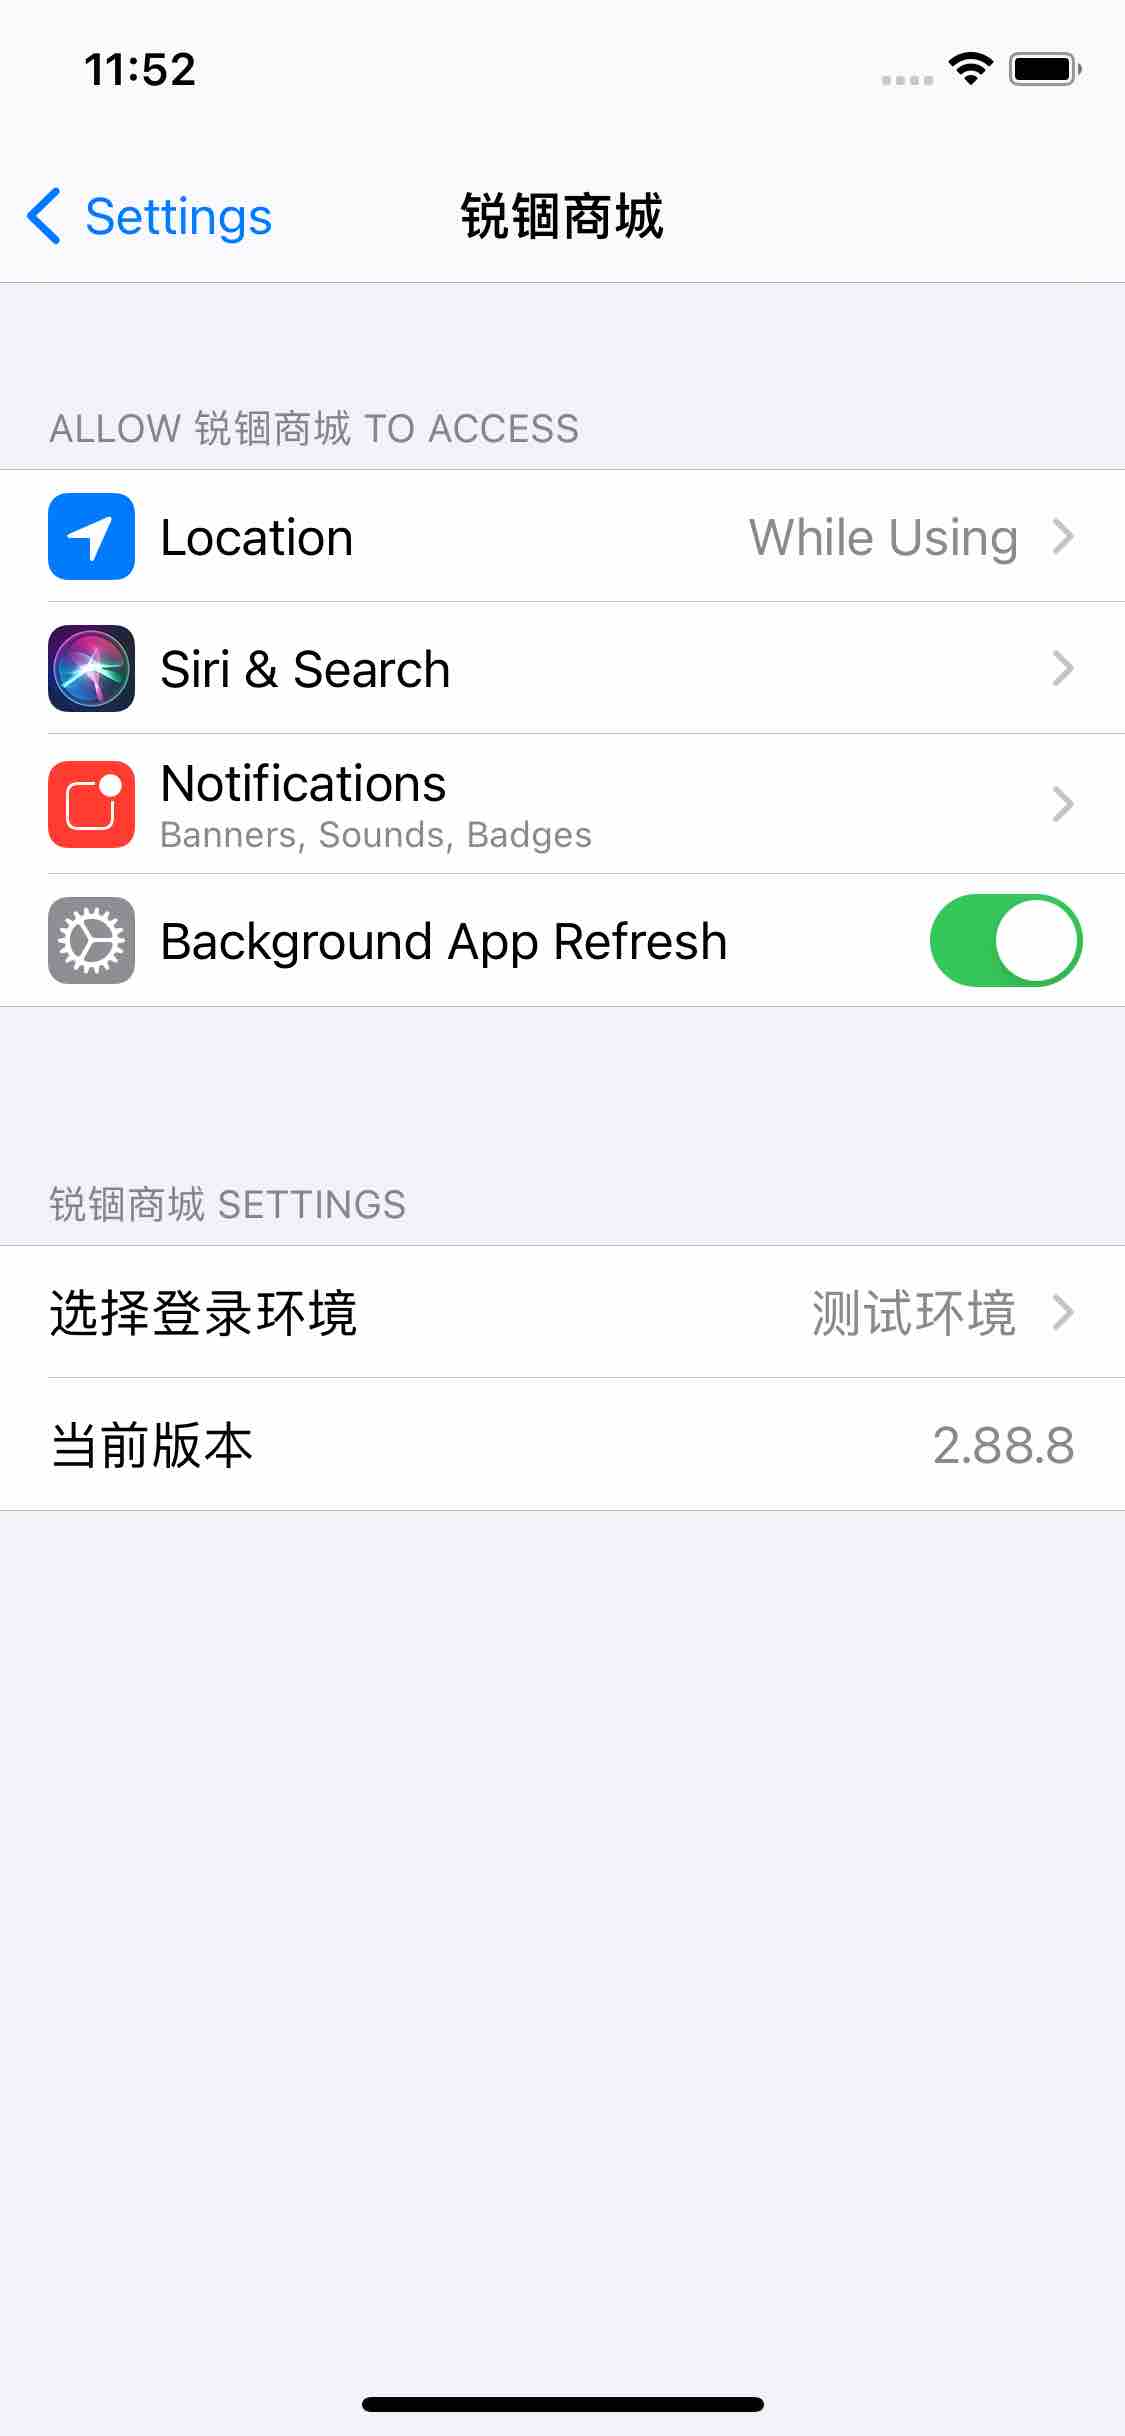 11:52
Settings
锐锢商城
ALLOW 锐锢商城 TO ACCESS
Location
While Using
Siri & Search
Notifications
Banners, Sounds, Badges
Background App Refresh
锐锢商城 SETTINGS
选择登录环境
测试环境
当前版本
2.88.8